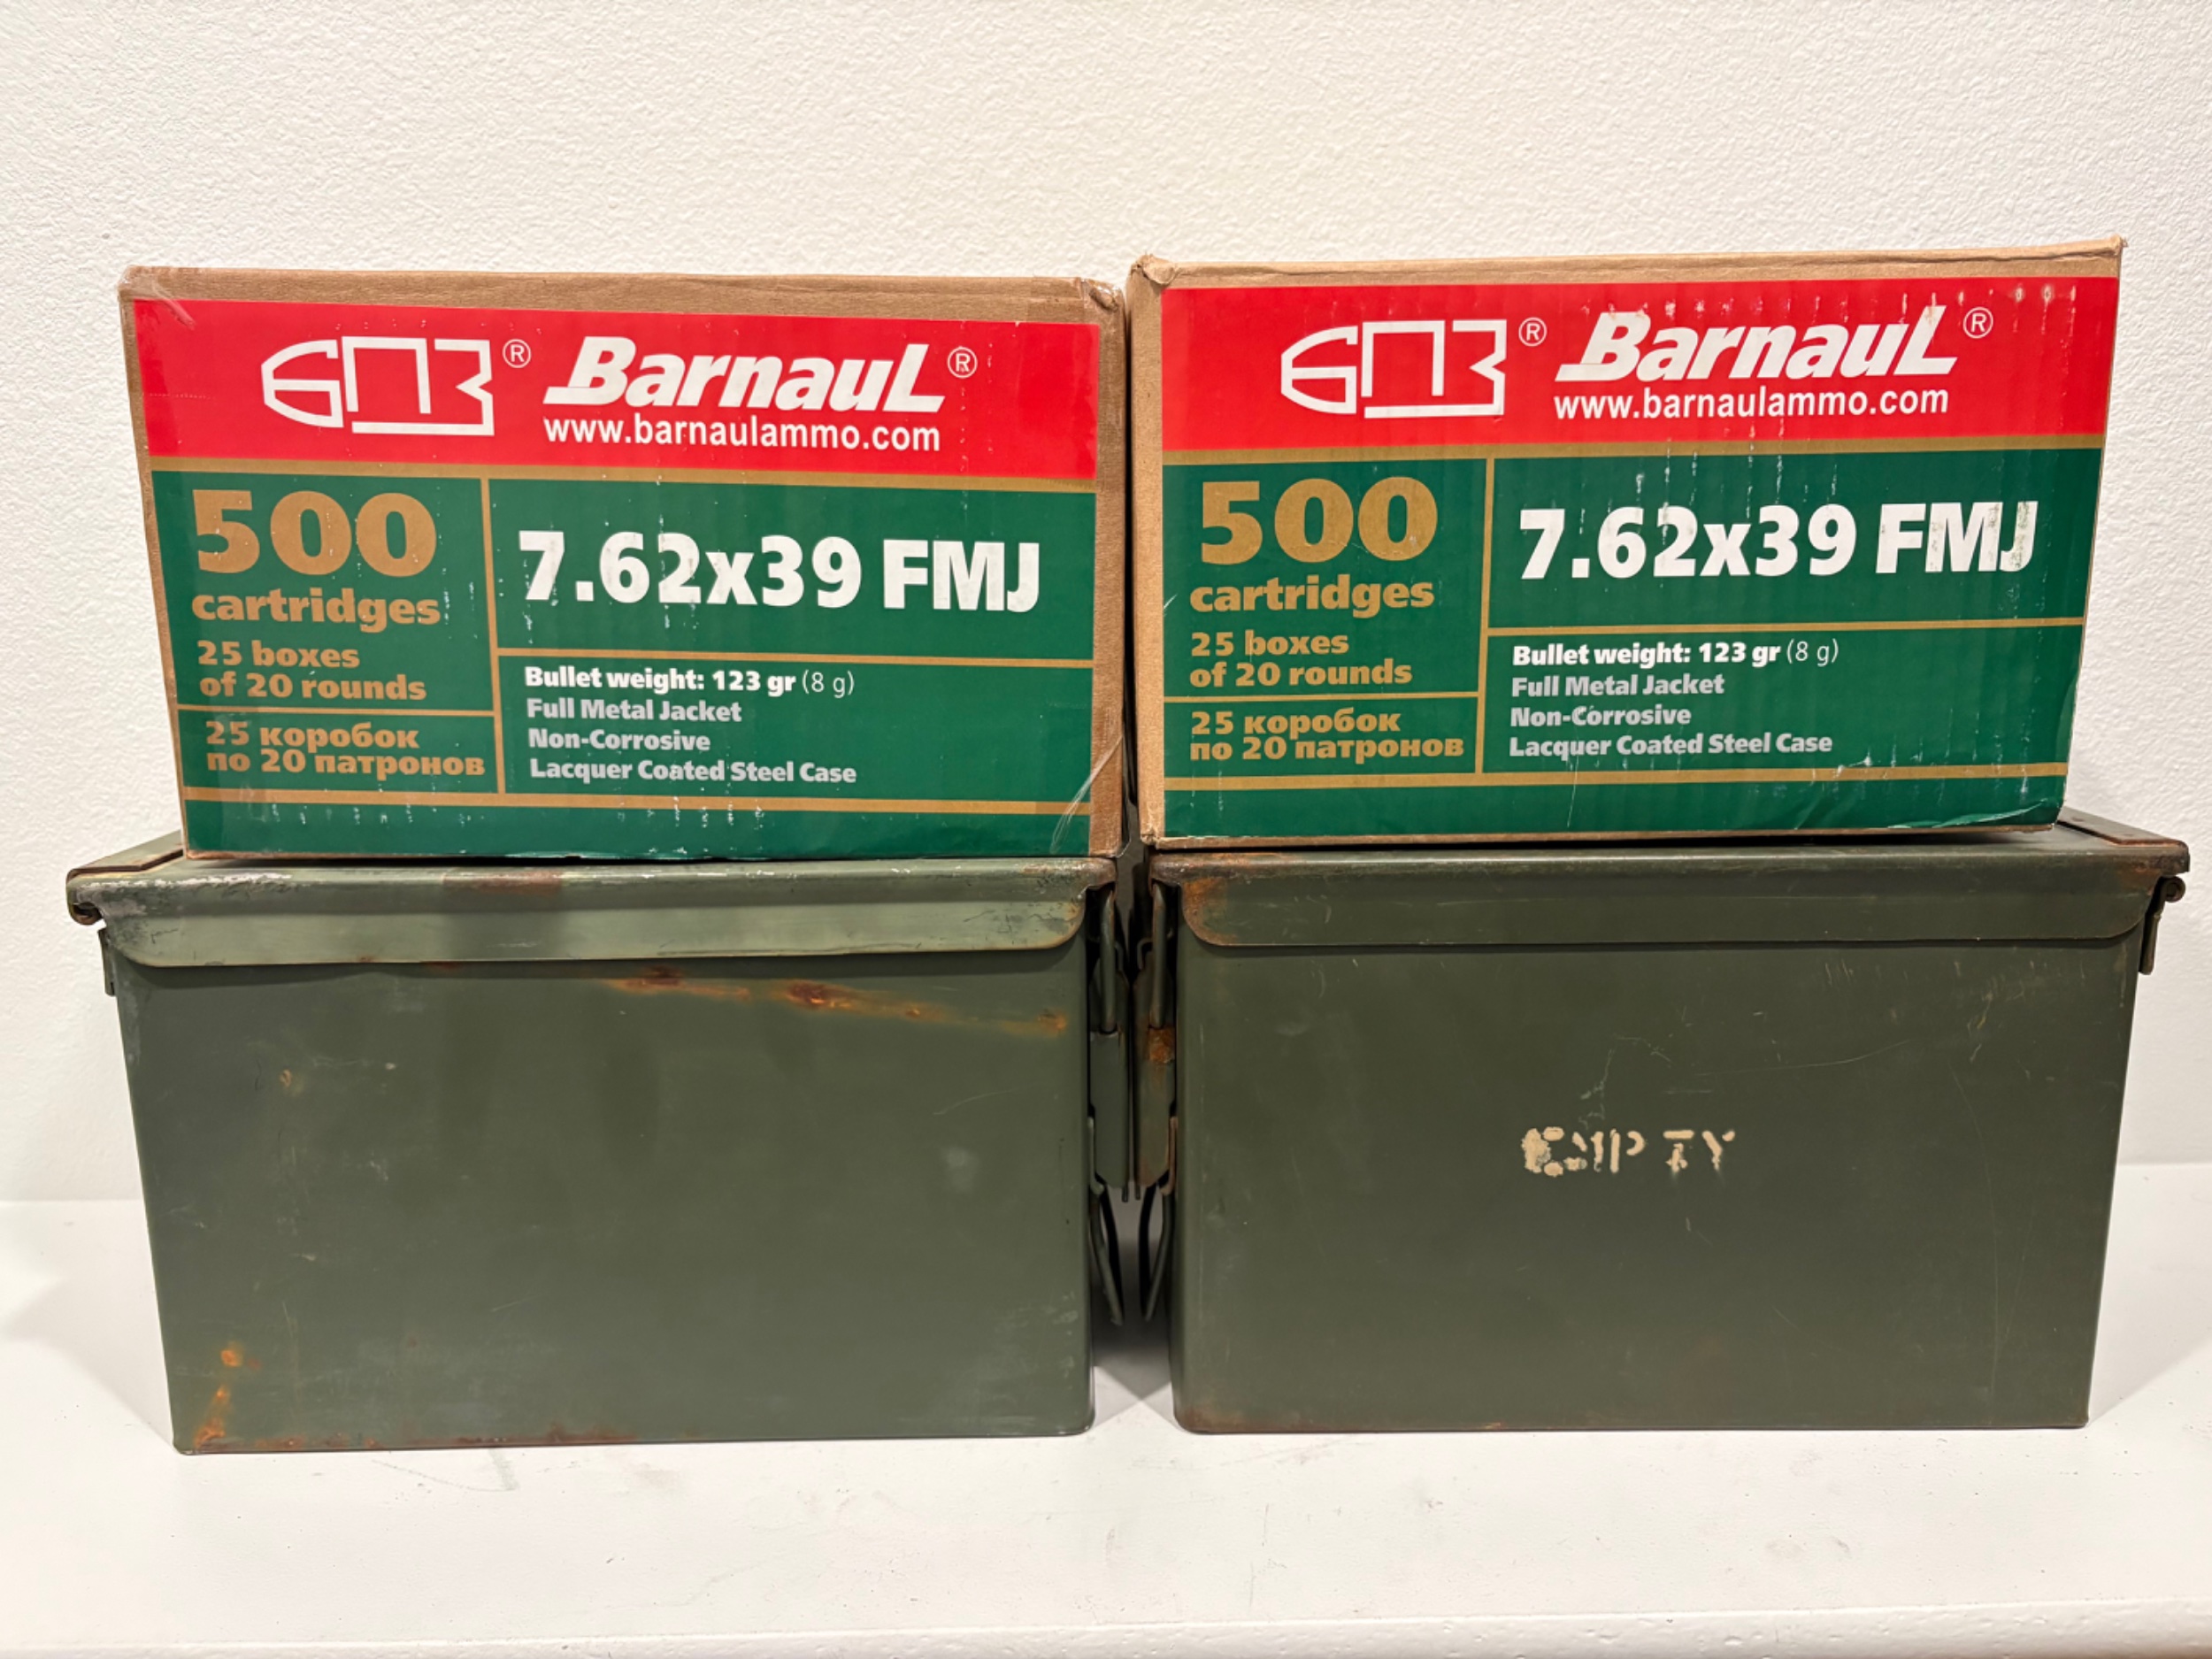 БПЗ® Barnaul®
www.barnaulammo.com
500
cartridges
25 boxes
of 20 rounds
25 коробок
по 20 патронов
7.62x39 FMJ
Bullet weight: 123 gr (8 g)
Full Metal Jacket
Non-Corrosive
Lacquer Coated Steel Case
БПЗ® Barnaul®
www.barnaulammo.com
500
cartridges
25 boxes
of 20 rounds
25 коробок
по 20 патронов
7.62x39 FMJ
Bullet weight: 123 gr (8 g)
Full Metal Jacket
Non-Corrosive
Lacquer Coated Steel Case
EMPTY